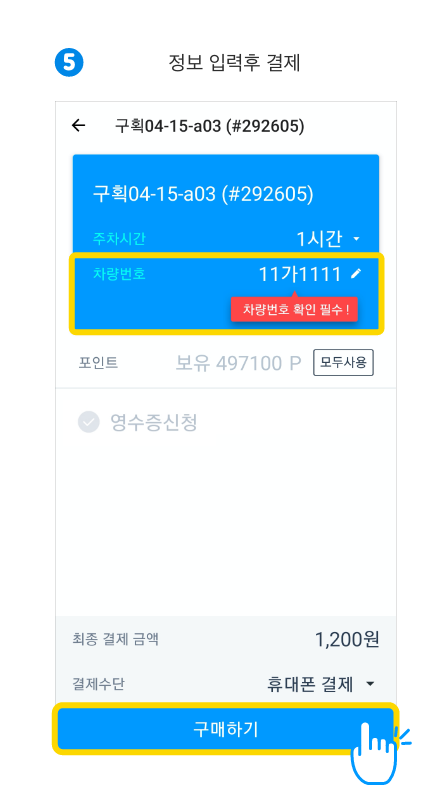 5 정보 입력후 결제
← 구획04-15-a03 (#292605)
구획04-15-a03 (#292605)
주차시간 1시간
차량번호 11가1111
차량번호 확인 필수 !
포인트 보유 497100 P 모두사용
영수증신청
최종 결제 금액 1,200원
결제수단 휴대폰 결제
구매하기